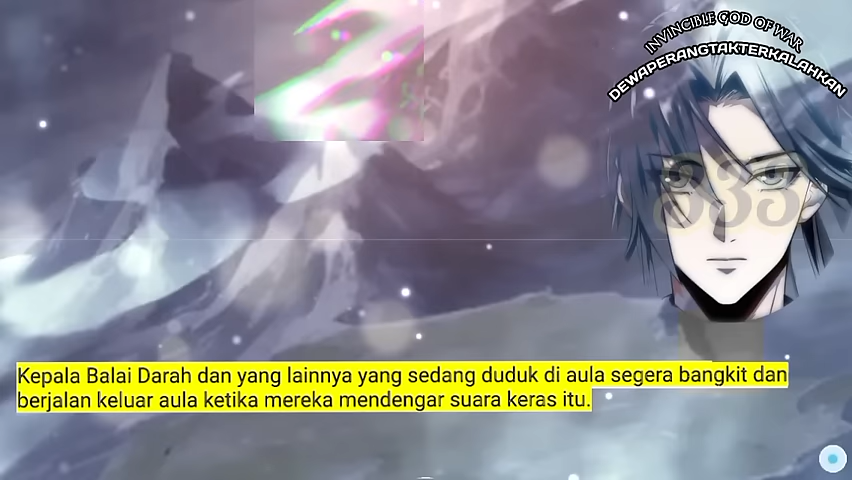 INVINCIBLE GOD OF WAR
DEWAPERANGTAKTERKALAHKAN
333
Kepala Balai Darah dan yang lainnya yang sedang duduk di aula segera bangkit dan
berjalan keluar aula ketika mereka mendengar suara keras itu.